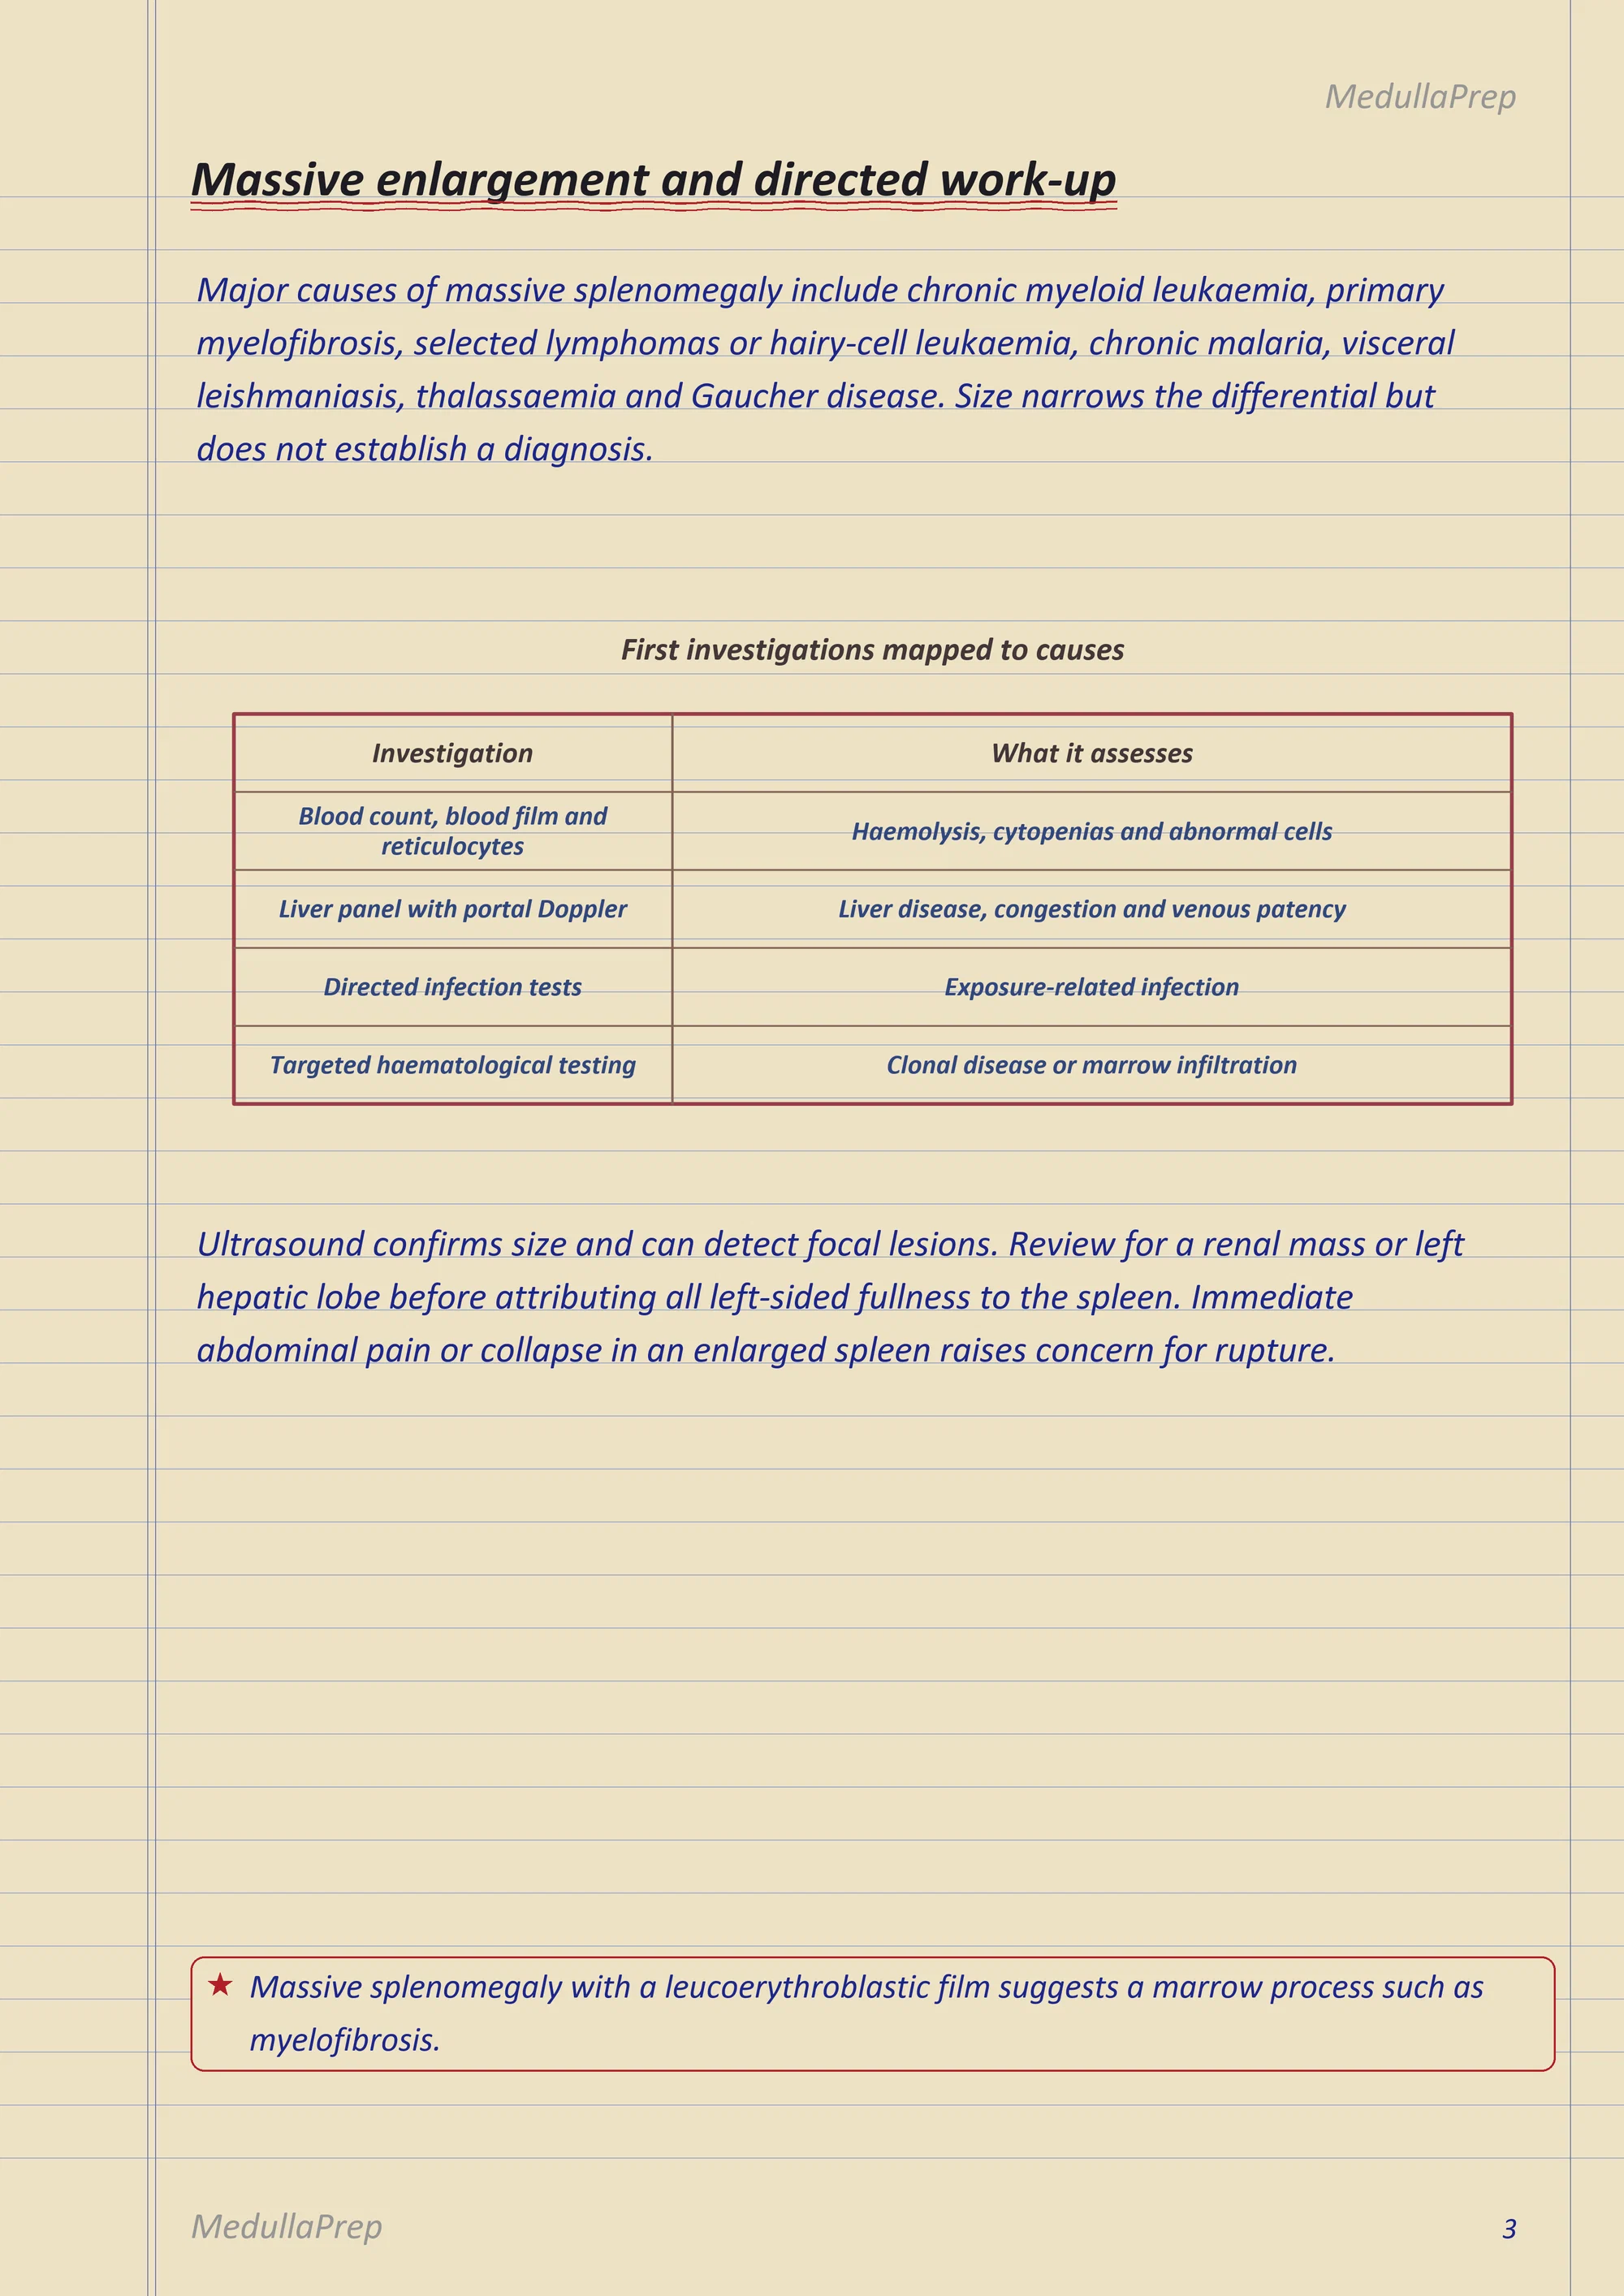 MedullaPrep
Massive enlargement and directed work-up
Major causes of massive splenomegaly include chronic myeloid leukaemia, primary
myelofibrosis, selected lymphomas or hairy-cell leukaemia, chronic malaria, visceral
leishmaniasis, thalassaemia and Gaucher disease. Size narrows the differential but
does not establish a diagnosis.
First investigations mapped to causes
Investigation What it assesses
Blood count, blood film and
reticulocytes
Haemolysis, cytopenias and abnormal cells
Liver panel with portal Doppler Liver disease, congestion and venous patency
Directed infection tests Exposure-related infection
Targeted haematological testing Clonal disease or marrow infiltration
Ultrasound confirms size and can detect focal lesions. Review for a renal mass or left
hepatic lobe before attributing all left-sided fullness to the spleen. Immediate
abdominal pain or collapse in an enlarged spleen raises concern for rupture.
★ Massive splenomegaly with a leucoerythroblastic film suggests a marrow process such as
myelofibrosis.
MedullaPrep 3